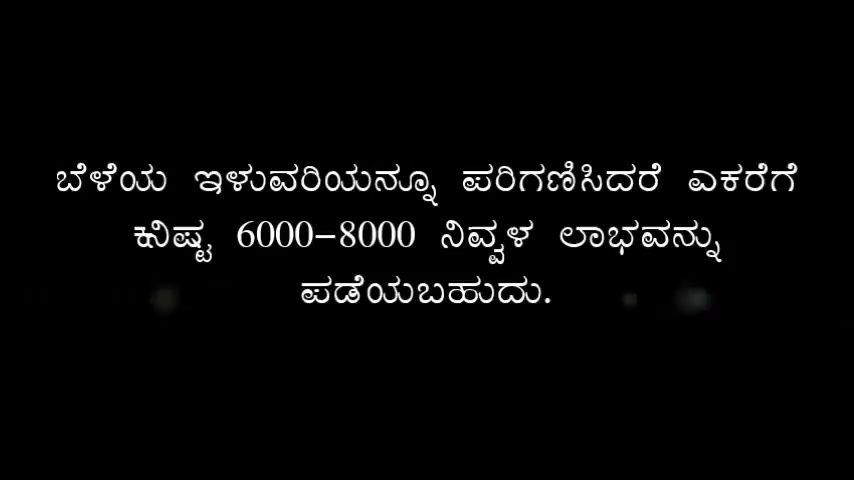 ಬೆಳೆಯ ಇಳುವರಿಯನ್ನೂ ಪರಿಗಣಿಸಿದರೆ ಎಕರೆಗೆ
ಕನಿಷ್ಟ 6000-8000 ನಿವ್ವಳ ಲಾಭವನ್ನು
ಪಡೆಯಬಹುದು.